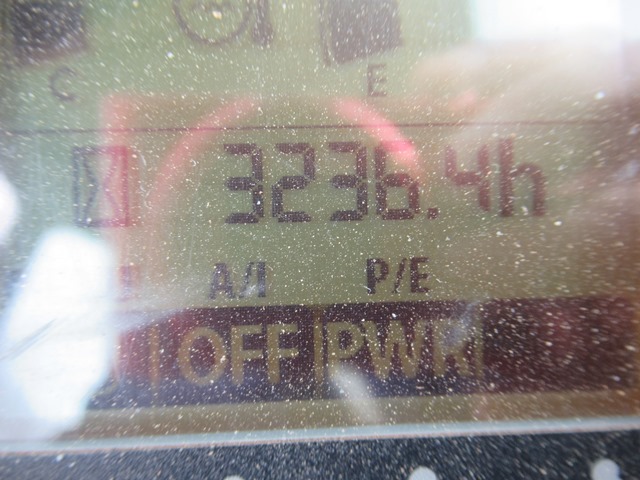 C E
3236.4h
A/I P/E
OFF PWR